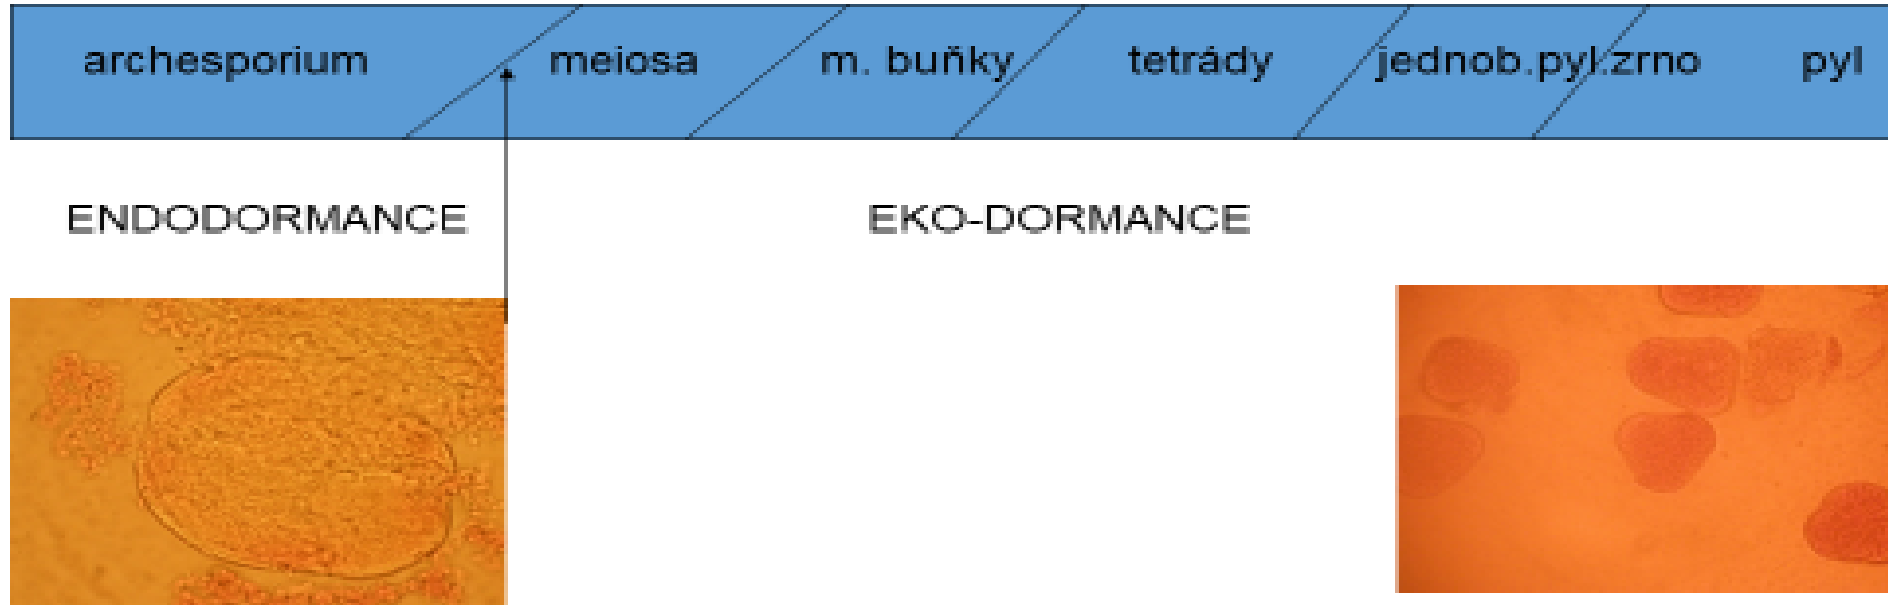 archesporium meiosa m. buňky tetrády jednob.pyl.zrno pyl
ENDODORMANCE EKO-DORMANCE